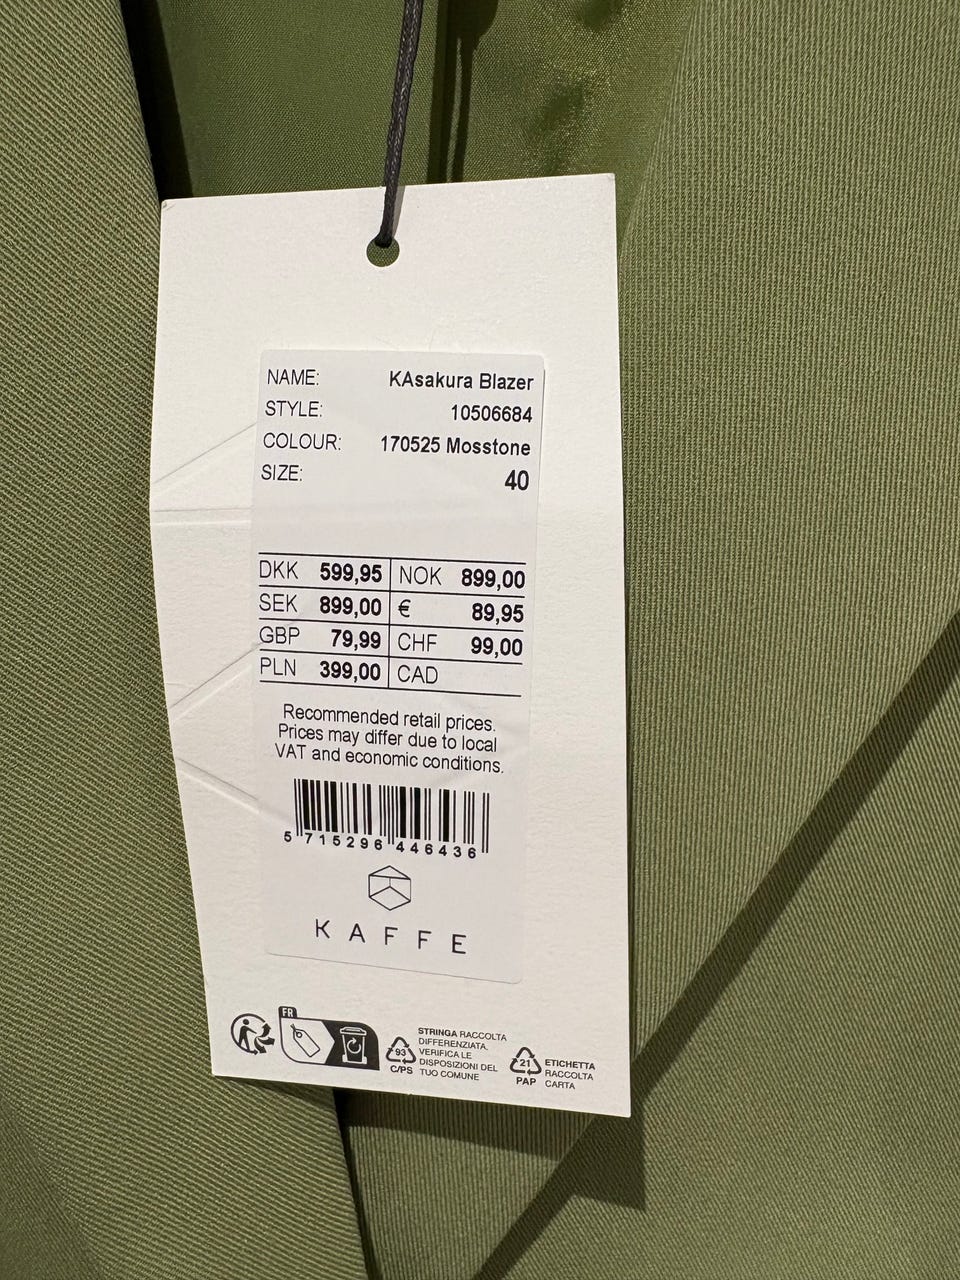 NAME: KAsakura Blazer
STYLE: 10506684
COLOUR: 170525 Mosstone
SIZE: 40
DKK 599,95 NOK 899,00
SEK 899,00 € 89,95
GBP 79,99 CHF 99,00
PLN 399,00 CAD
Recommended retail prices.
Prices may differ due to local
VAT and economic conditions.
5 715296 446436
KAFFE
FR
93
C/PS
STRINGA RACCOLTA
DIFFERENZIATA.
VERIFICA LE
DISPOSIZIONI DEL
TUO COMUNE
21
PAP
ETICHETTA
RACCOLTA
CARTA